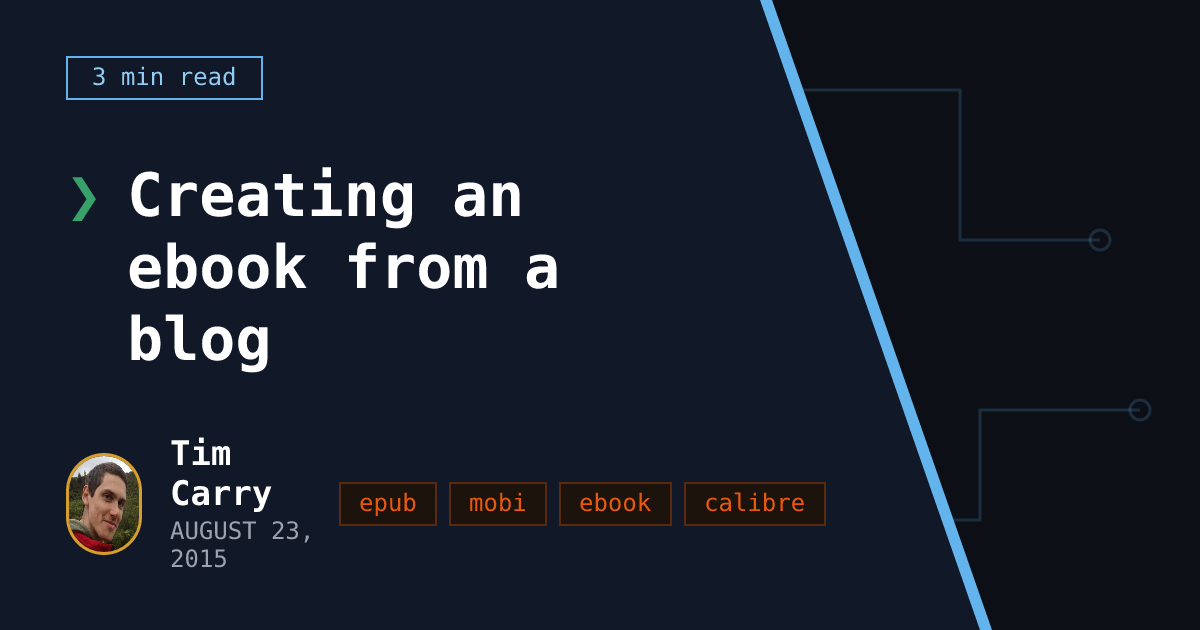 3 min read
❯ Creating an
ebook from a
blog
Tim
Carry
AUGUST 23,
2015
epub
mobi
ebook
calibre